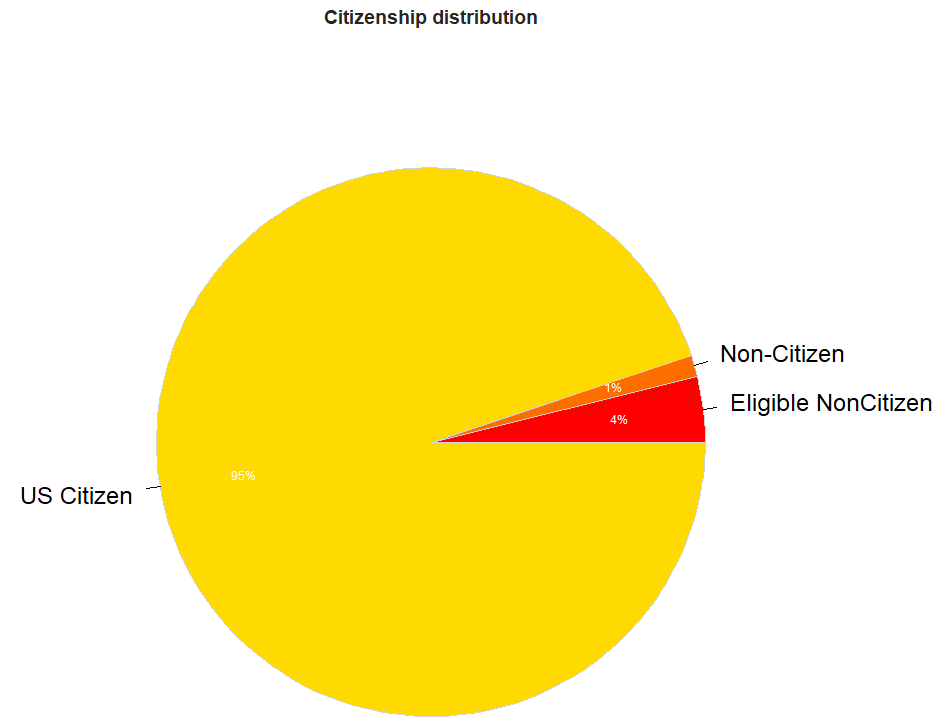 Citizenship distribution
Non-Citizen
1%
Eligible NonCitizen
4%
95%
US Citizen